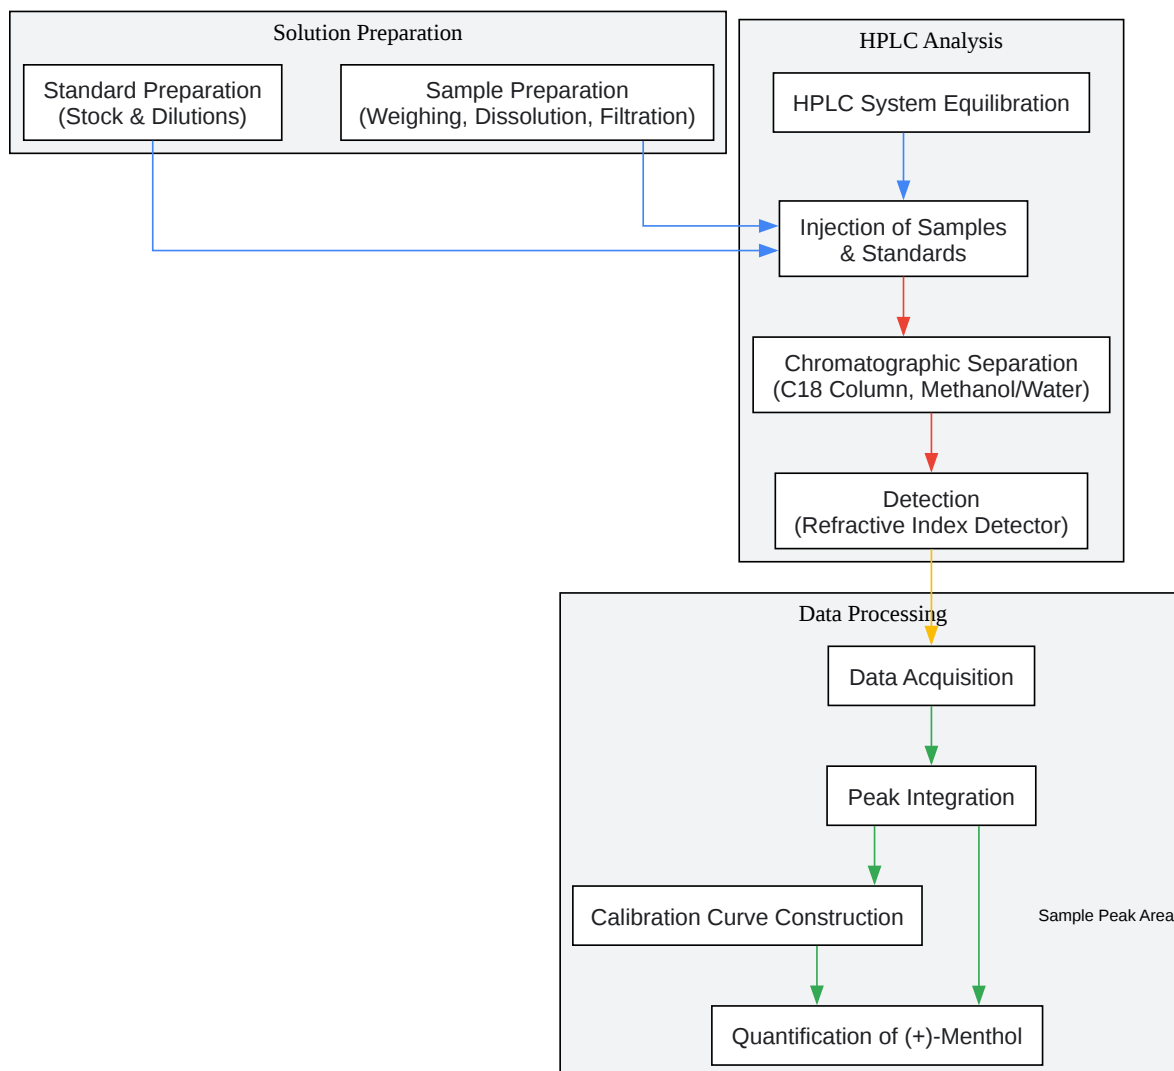 Solution Preparation
Standard Preparation
(Stock & Dilutions)
Sample Preparation
(Weighing, Dissolution, Filtration)
HPLC Analysis
HPLC System Equilibration
Injection of Samples
& Standards
Chromatographic Separation
(C18 Column, Methanol/Water)
Detection
(Refractive Index Detector)
Data Processing
Data Acquisition
Peak Integration
Calibration Curve Construction
Sample Peak Area
Quantification of (+)-Menthol